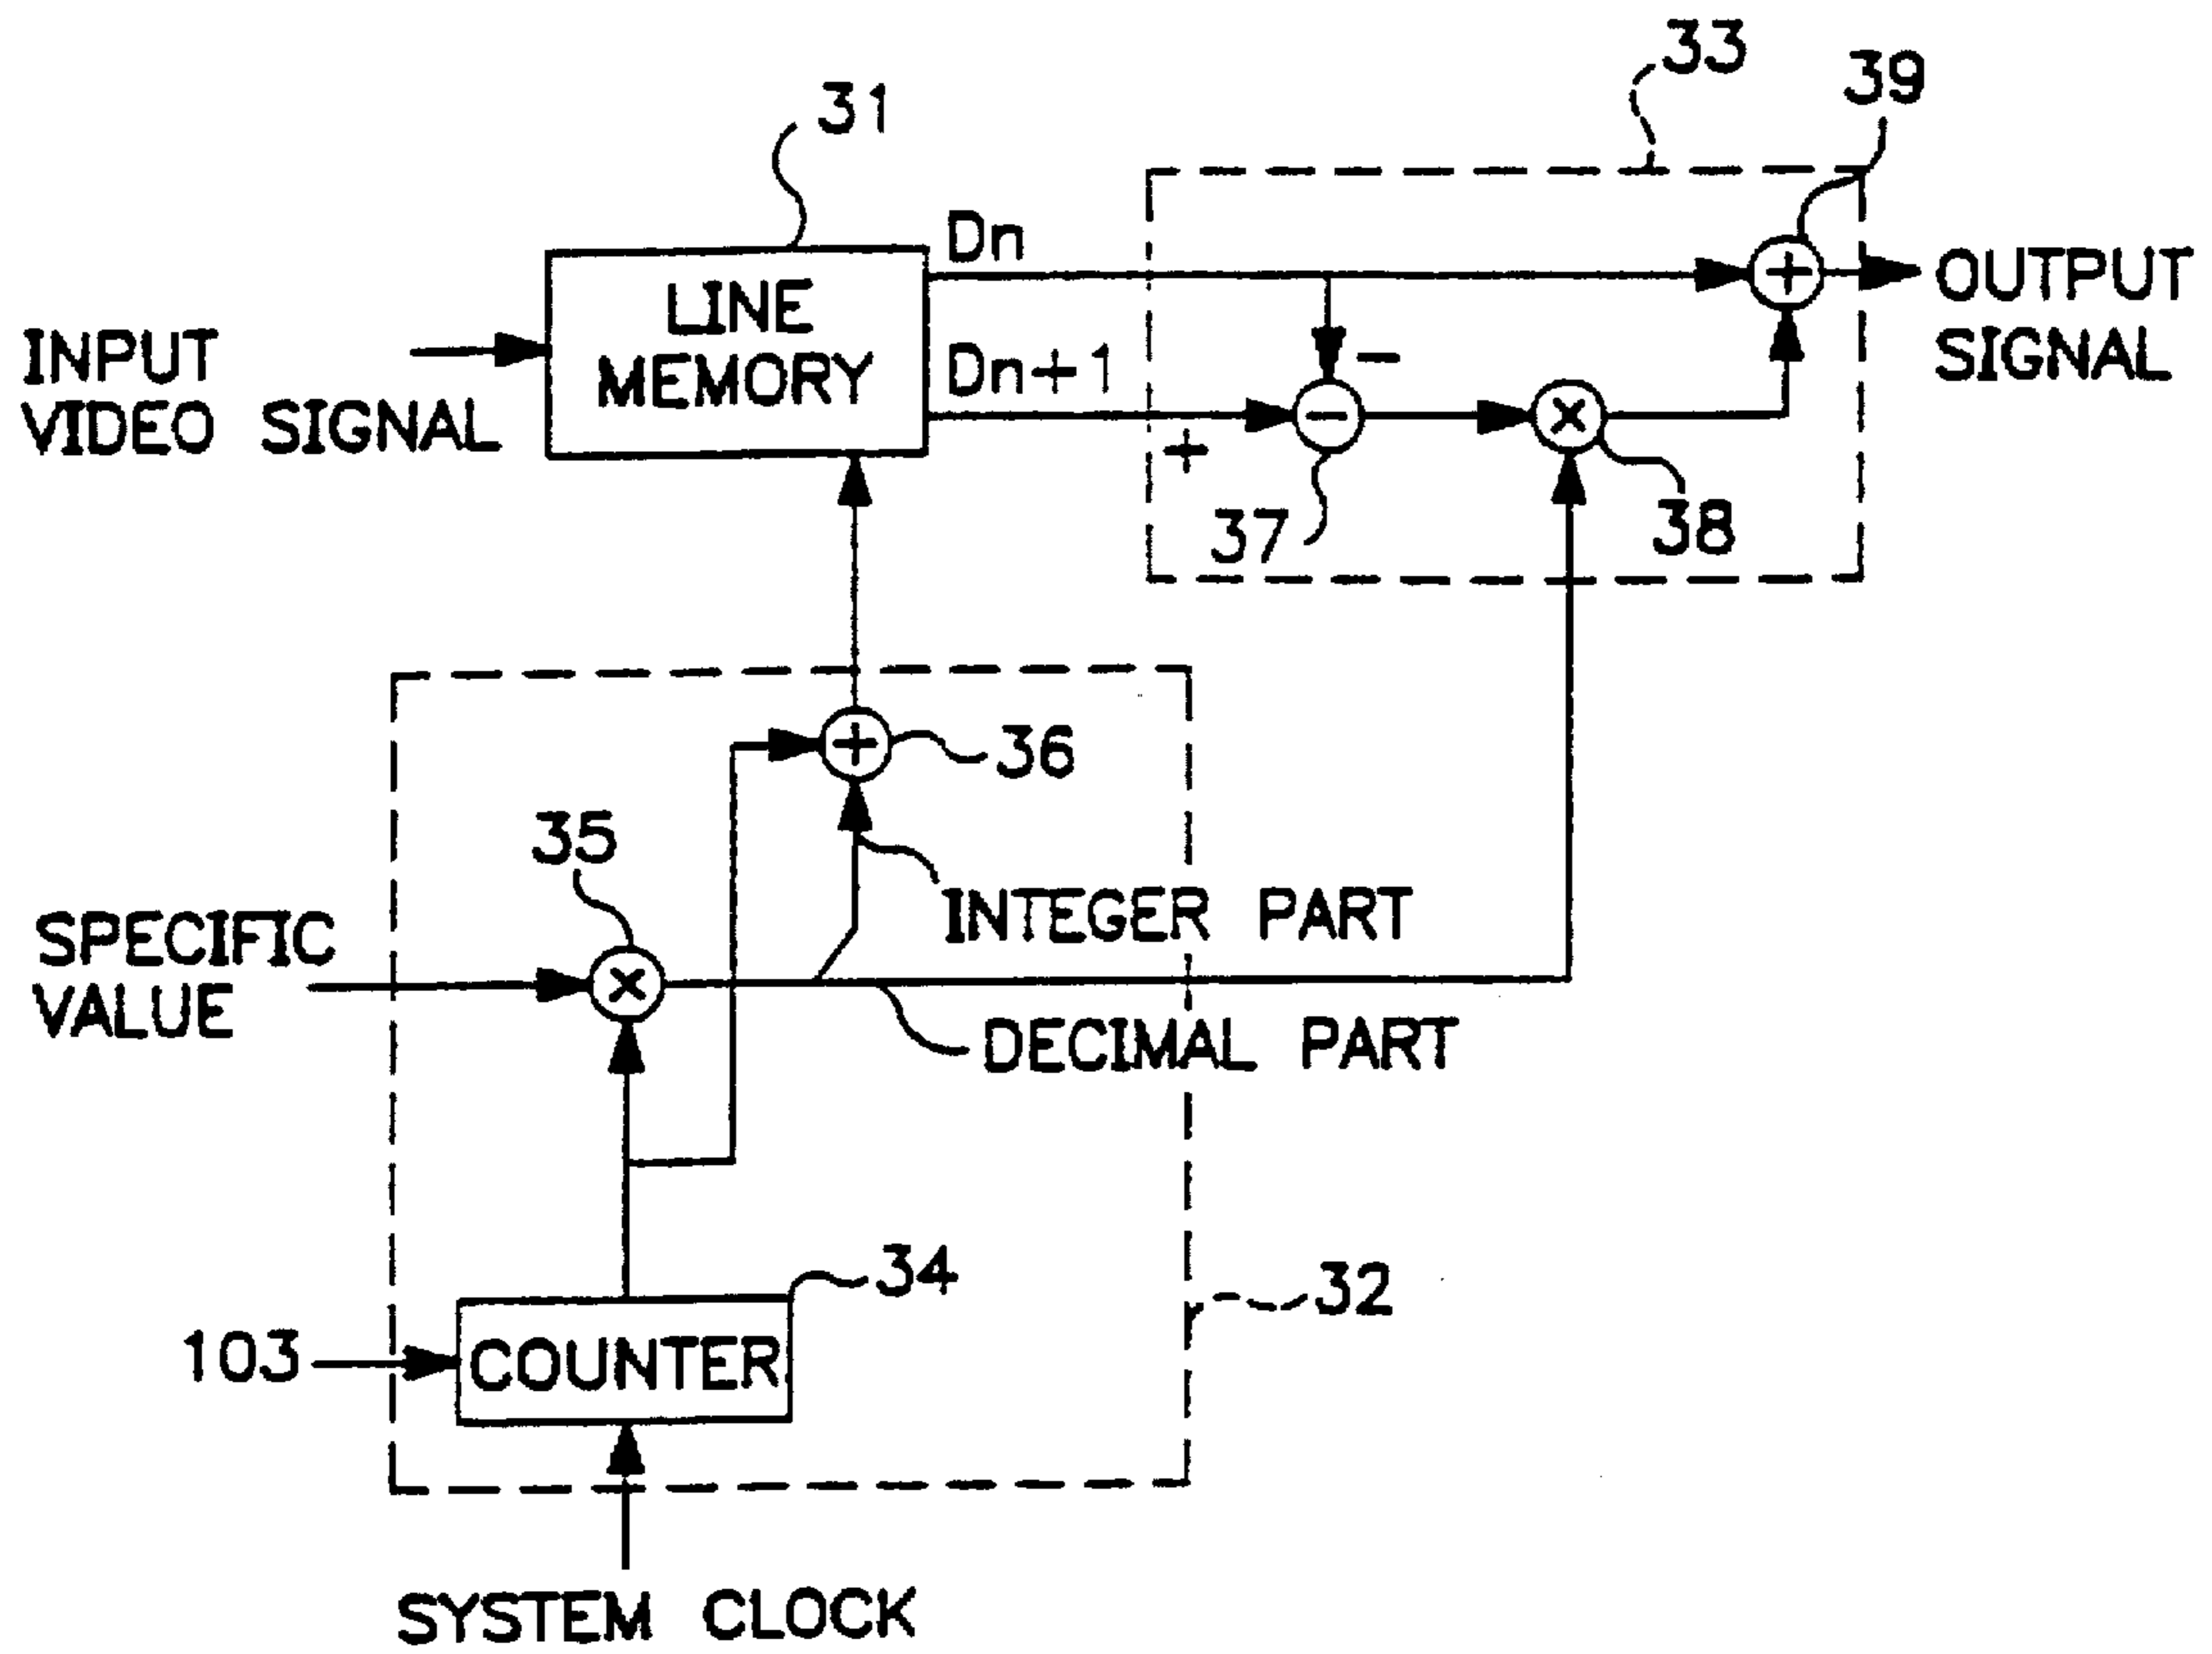 33
39
31
Dn
OUTPUT
SIGNAL
+
LINE
MEMORY
INPUT
VIDEO SIGNAL
Dn+1
−
−
×
+
37
38
+
36
35
INTEGER PART
SPECIFIC
VALUE
×
DECIMAL PART
34
32
103
COUNTER
SYSTEM CLOCK